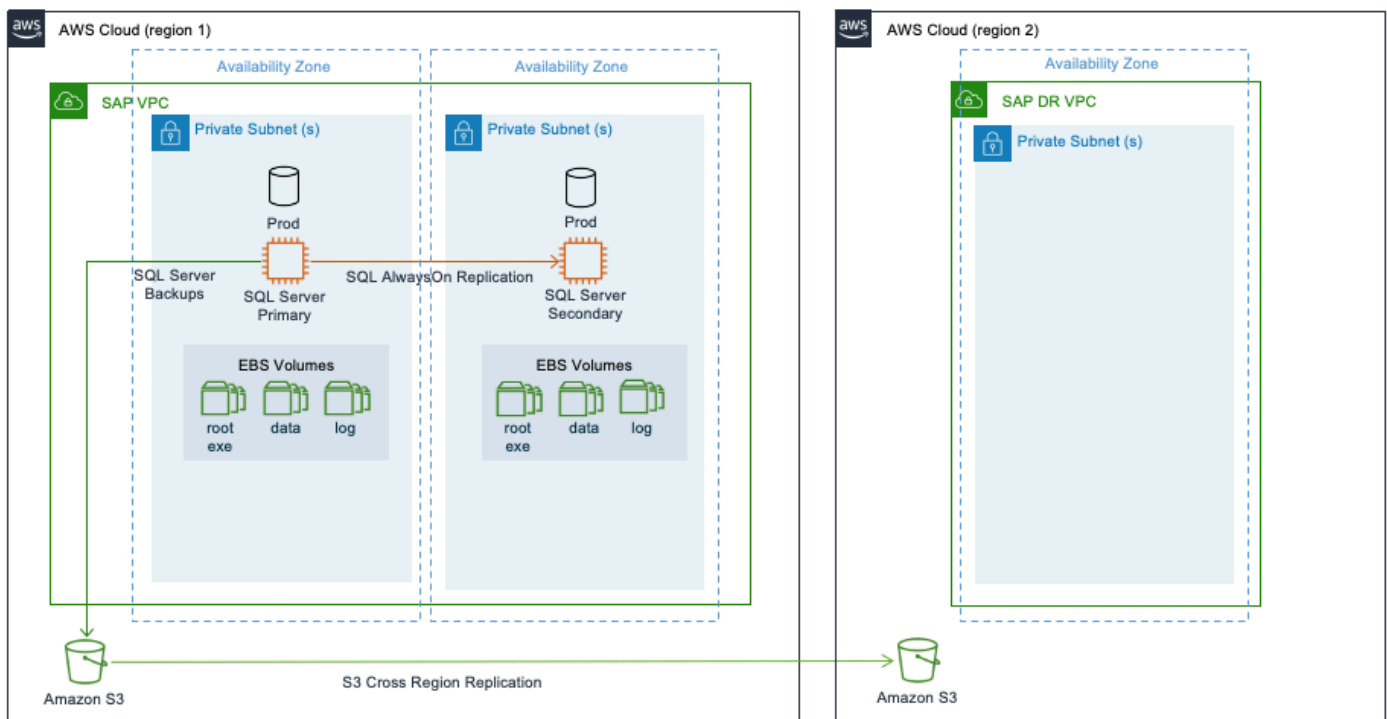 aws
AWS Cloud (region 1)
Availability Zone
Availability Zone
SAP VPC
Private Subnet (s)
Private Subnet (s)
Prod
Prod
SQL Server
Backups
SQL AlwaysOn Replication
SQL Server
Primary
SQL Server
Secondary
EBS Volumes
root
exe
data
log
EBS Volumes
root
exe
data
log
Amazon S3
S3 Cross Region Replication
aws
AWS Cloud (region 2)
Availability Zone
SAP DR VPC
Private Subnet (s)
Amazon S3